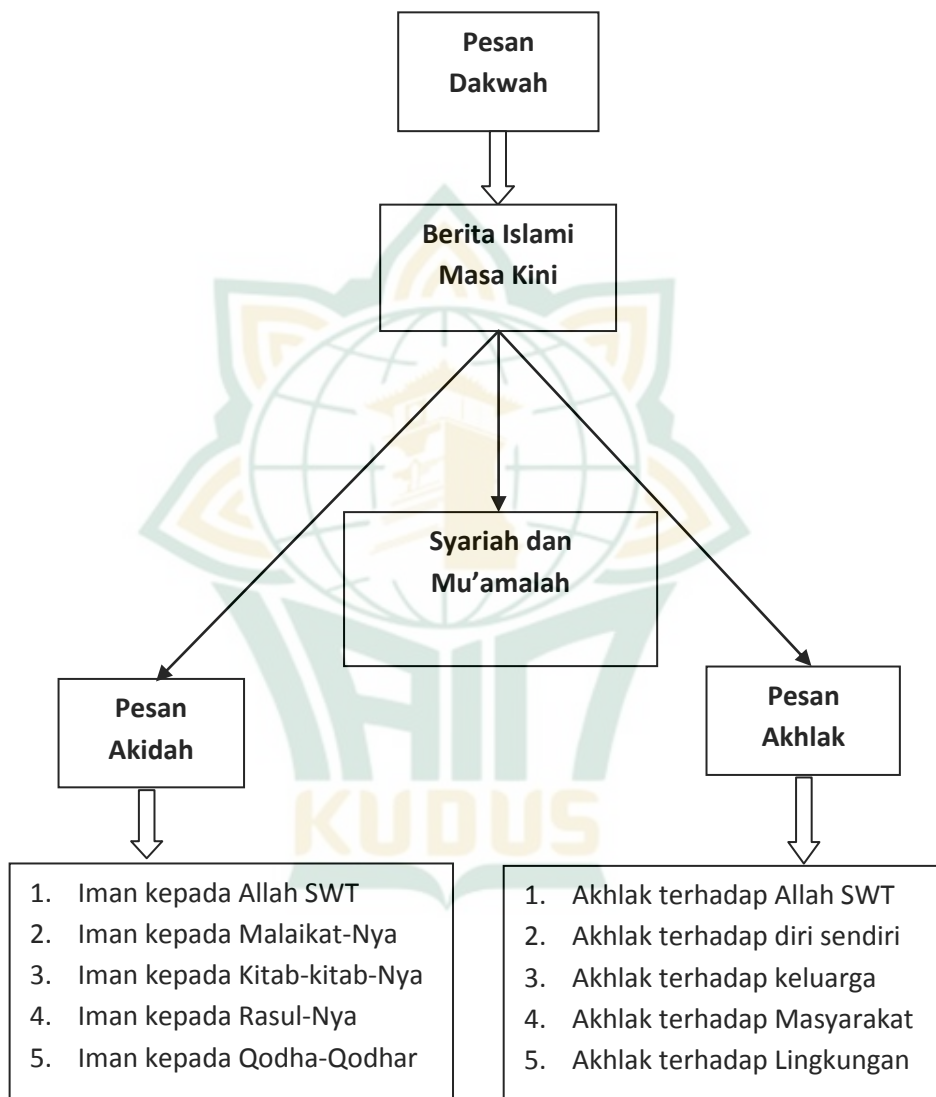 Pesan
Dakwah
Berita Islami
Masa Kini
Syariah dan
Mu’amalah
Pesan
Akidah
Pesan
Akhlak
1. Iman kepada Allah SWT
2. Iman kepada Malaikat-Nya
3. Iman kepada Kitab-kitab-Nya
4. Iman kepada Rasul-Nya
5. Iman kepada Qodha-Qodhar
1. Akhlak terhadap Allah SWT
2. Akhlak terhadap diri sendiri
3. Akhlak terhadap keluarga
4. Akhlak terhadap Masyarakat
5. Akhlak terhadap Lingkungan
IAIN
KUDUS